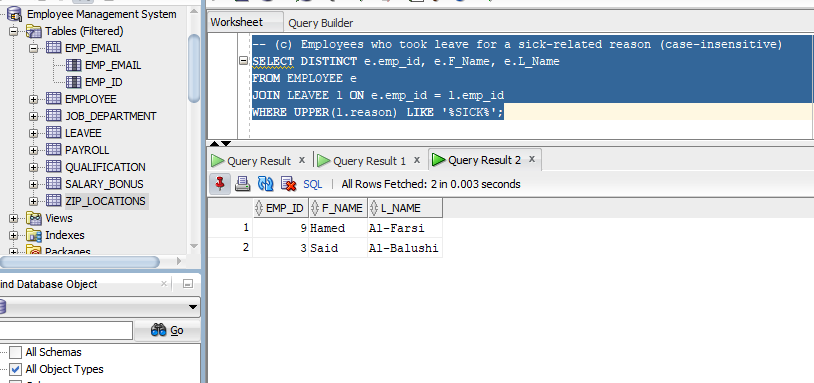 Employee Management System
Tables (Filtered)
EMP_EMAIL
EMP_EMAIL
EMP_ID
EMPLOYEE
JOB_DEPARTMENT
LEAVEE
PAYROLL
QUALIFICATION
SALARY_BONUS
ZIP_LOCATIONS
Views
Indexes
Packages
ind Database Object
Go
All Schemas
All Object Types
Worksheet Query Builder
-- (c) Employees who took leave for a sick-related reason (case-insensitive)
SELECT DISTINCT e.emp_id, e.F_Name, e.L_Name
FROM EMPLOYEE e
JOIN LEAVEE l ON e.emp_id = l.emp_id
WHERE UPPER(l.reason) LIKE '%SICK%';
Query Result x Query Result 1 x Query Result 2 x
SQL | All Rows Fetched: 2 in 0.003 seconds
EMP_ID F_NAME L_NAME
1 9 Hamed Al-Farsi
2 3 Said Al-Balushi